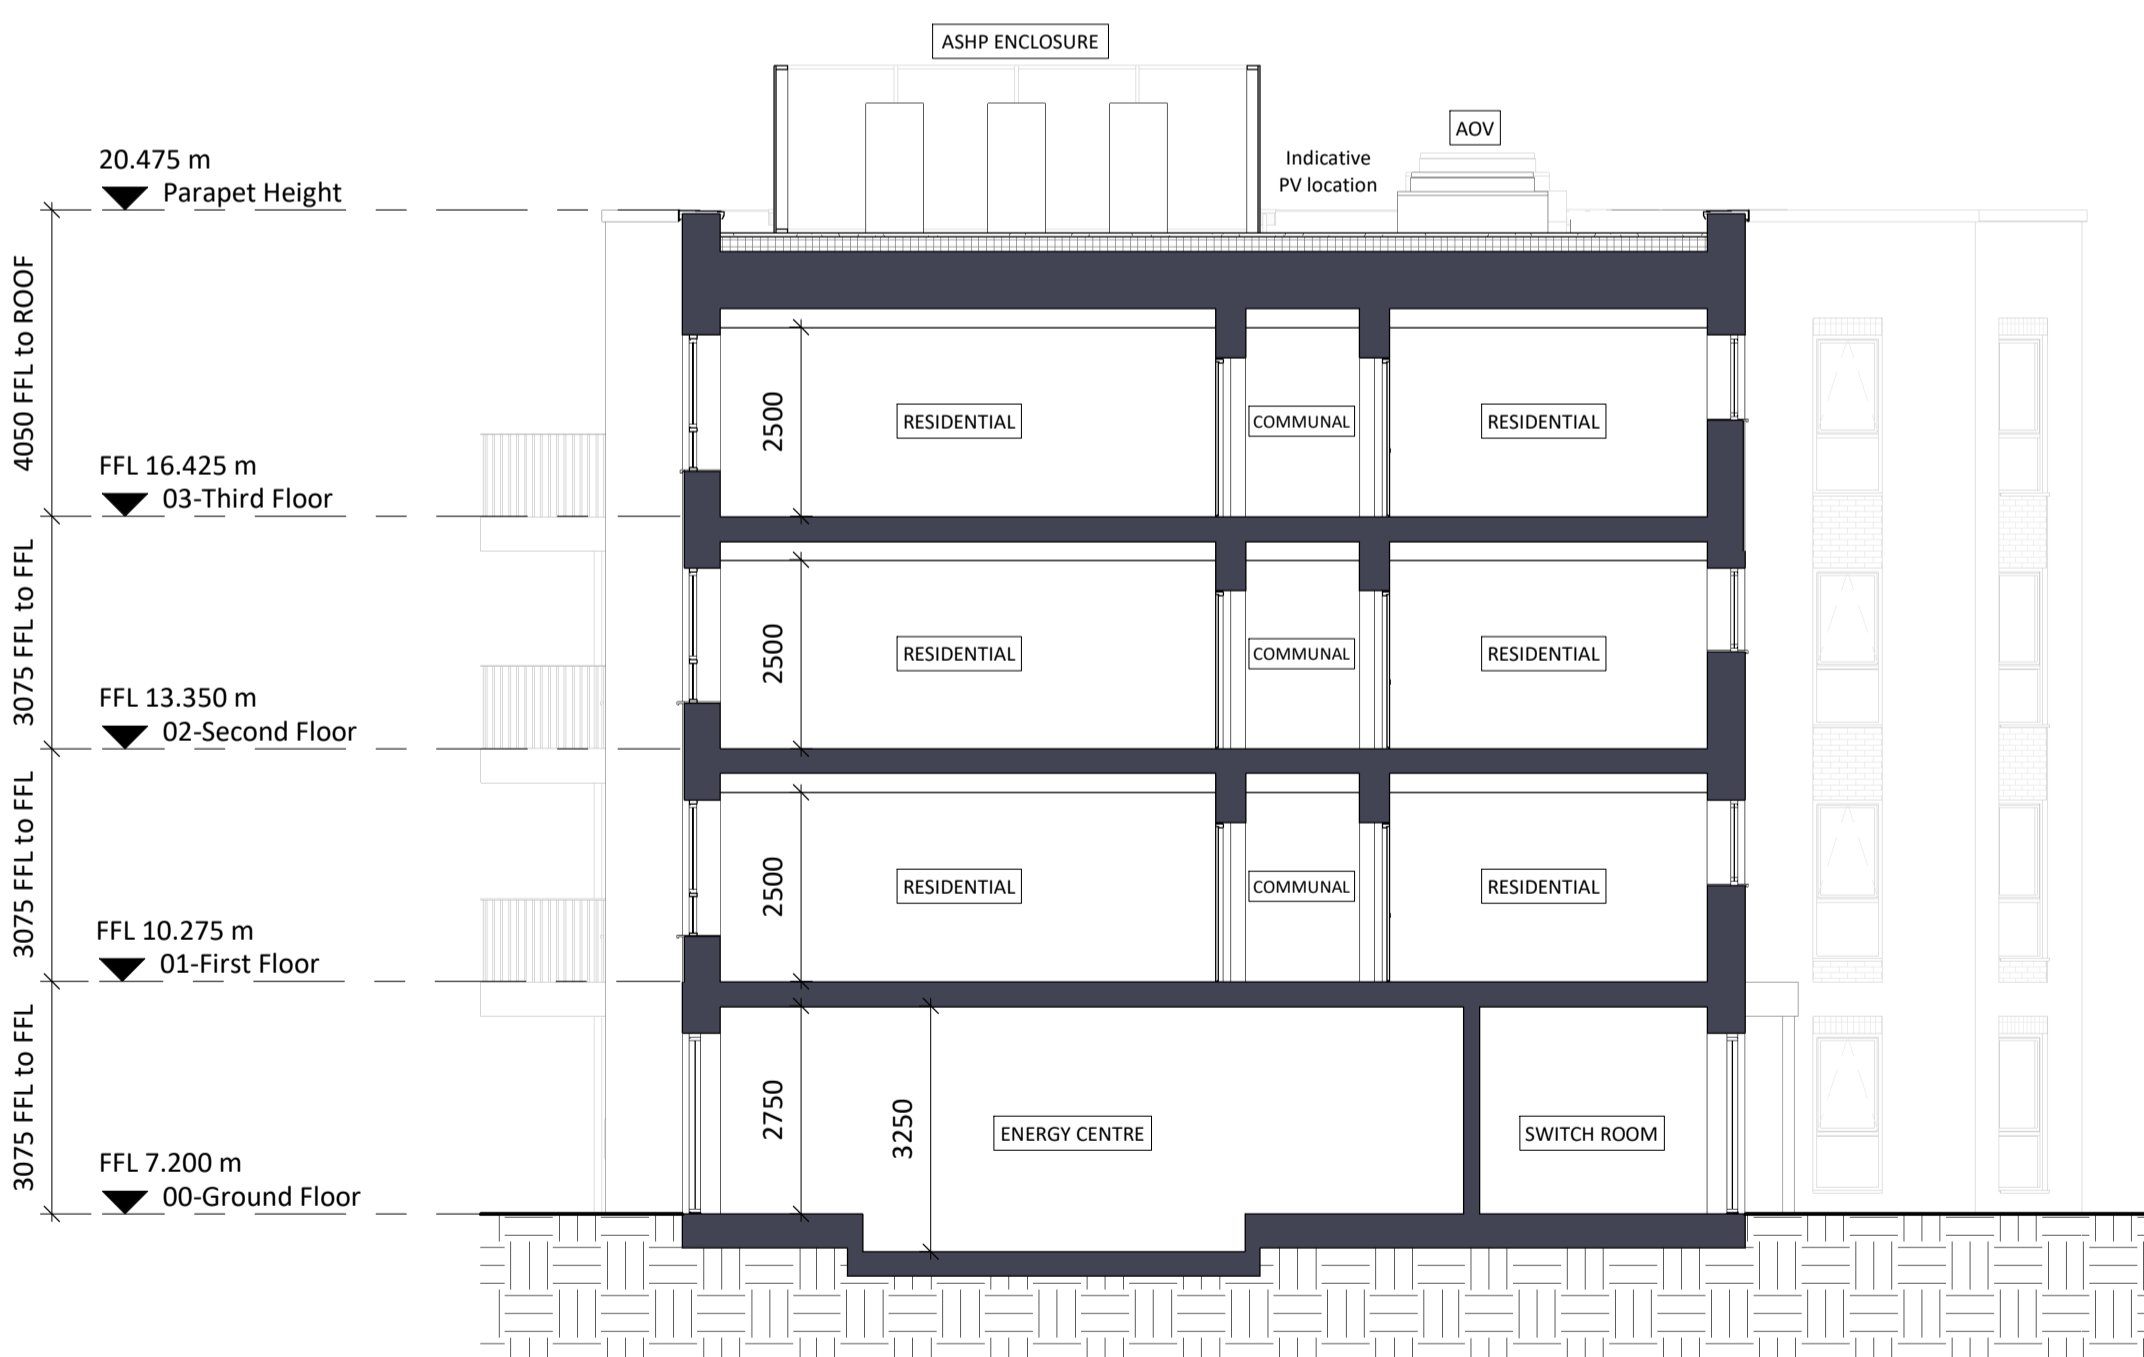 ASHP ENCLOSURE
AOV
Indicative
PV location
20.475 m
Parapet Height
4050 FFL to ROOF
2500
RESIDENTIAL
COMMUNAL
RESIDENTIAL
FFL 16.425 m
03-Third Floor
3075 FFL to FFL
2500
RESIDENTIAL
COMMUNAL
RESIDENTIAL
FFL 13.350 m
02-Second Floor
3075 FFL to FFL
2500
RESIDENTIAL
COMMUNAL
RESIDENTIAL
FFL 10.275 m
01-First Floor
3075 FFL to FFL
2750
3250
ENERGY CENTRE
SWITCH ROOM
FFL 7.200 m
00-Ground Floor